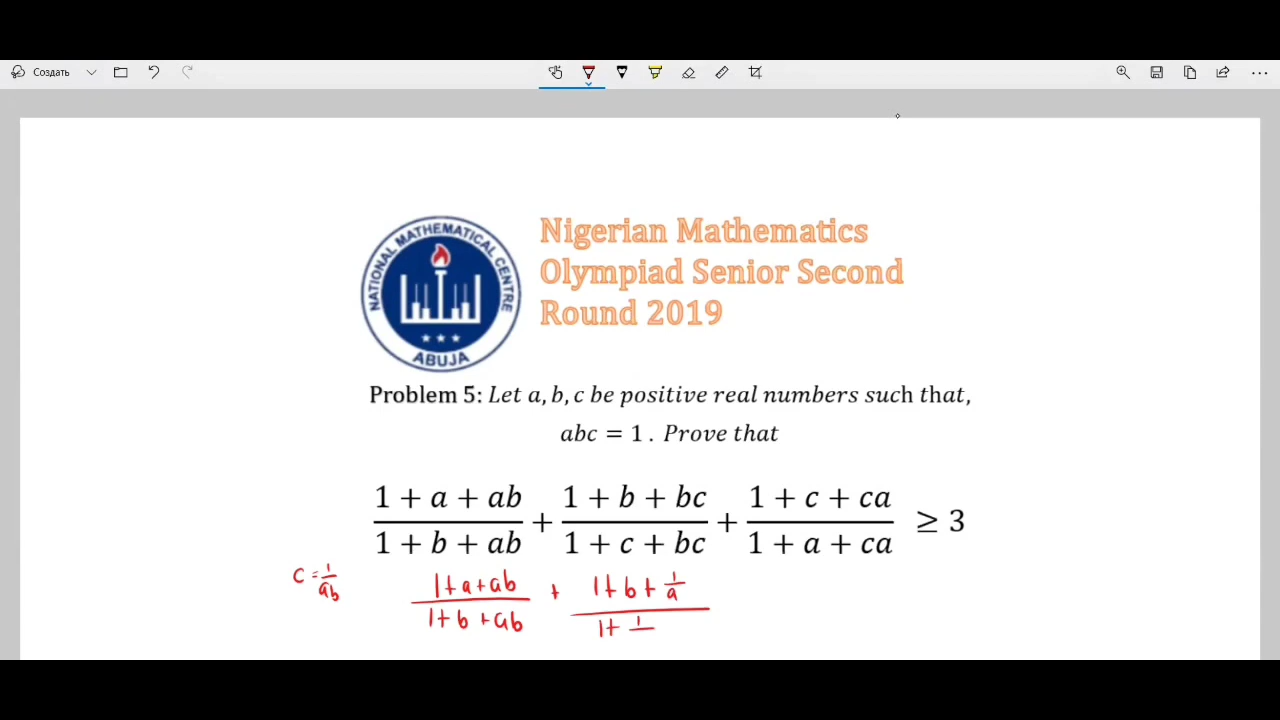 Создать
NATIONAL MATHEMATICAL CENTRE
ABUJA
Nigerian Mathematics
Olympiad Senior Second
Round 2019
Problem 5: Let a, b, c be positive real numbers such that,
abc = 1 . Prove that
(1 + a + ab)/(1 + b + ab) + (1 + b + bc)/(1 + c + bc) + (1 + c + ca)/(1 + a + ca) ≥ 3
c = 1/ab (1+a+ab)/(1+b+ab) + (1+b+1/a)/(1+ 1/